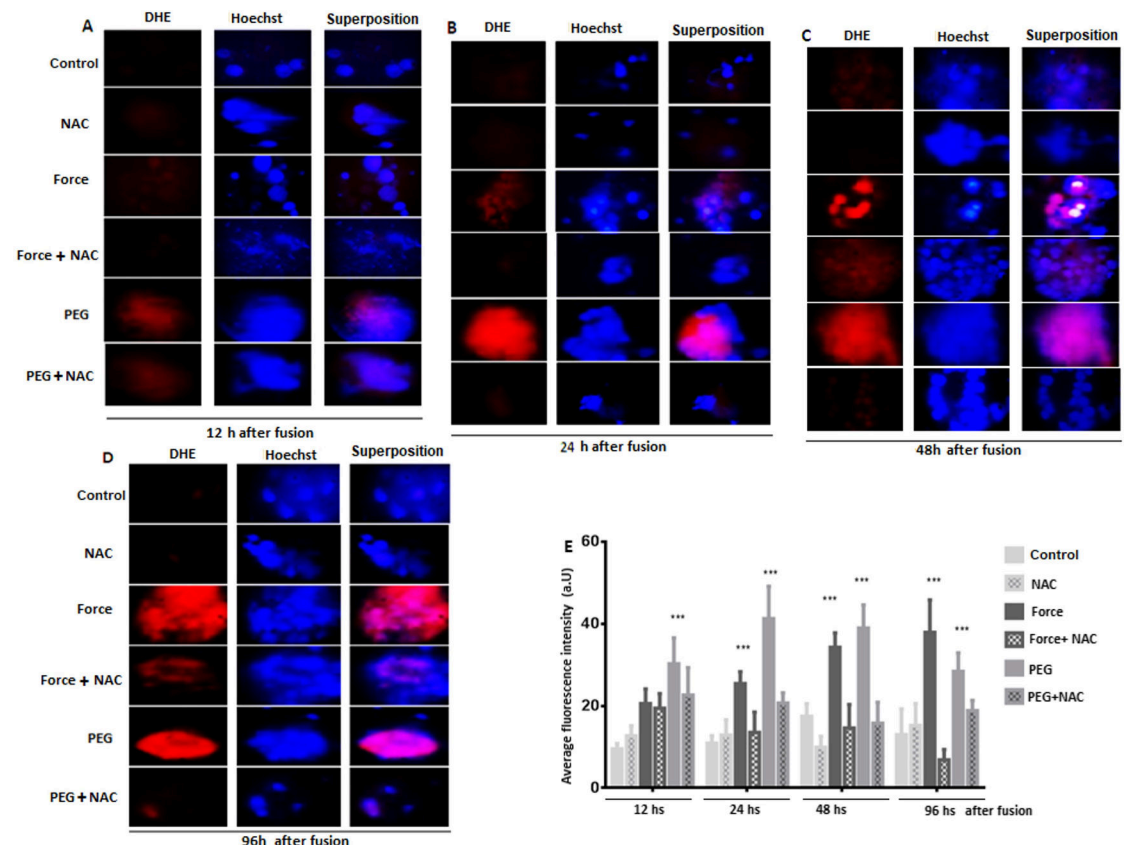 A
DHE Hoechst Superposition
Control
NAC
Force
Force + NAC
PEG
PEG + NAC
12 h after fusion
B
DHE Hoechst Superposition
24 h after fusion
C
DHE Hoechst Superposition
48h after fusion
D
DHE Hoechst Superposition
Control
NAC
Force
Force + NAC
PEG
PEG + NAC
96h after fusion
E
Average fluorescence intensity (a.U)
60
40
20
0
*** *** *** *** *** *** ***
12 hs 24 hs 48 hs 96 hs after fusion
Control
NAC
Force
Force+ NAC
PEG
PEG+NAC